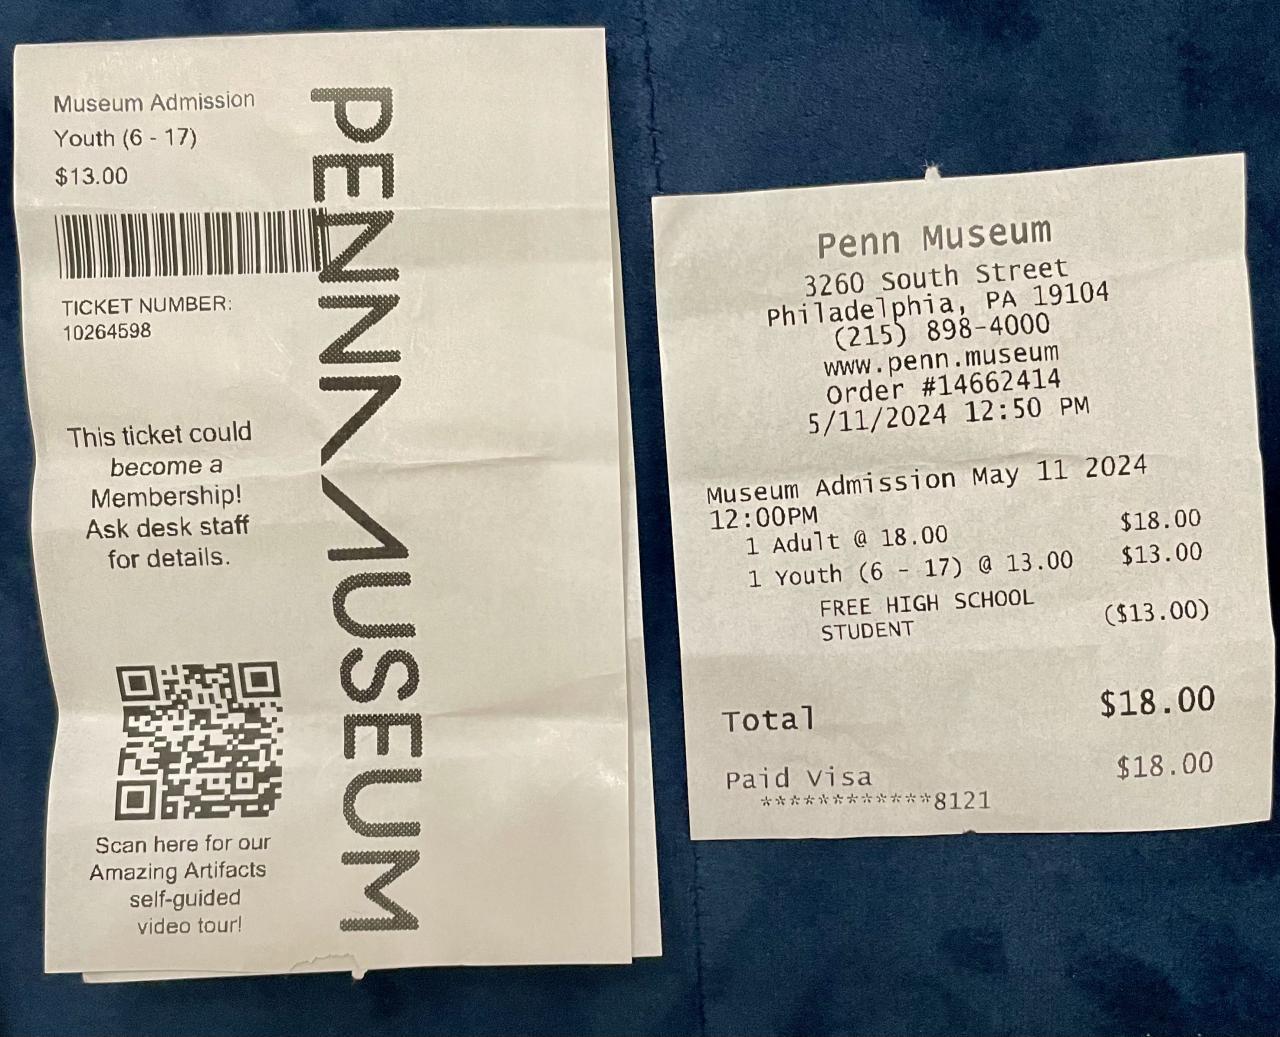 Museum Admission
Youth (6 - 17)
$13.00
TICKET NUMBER:
10264598
This ticket could
become a
Membership!
Ask desk staff
for details.
Scan here for our
Amazing Artifacts
self-guided
video tour!
PENN MUSEUM
Penn Museum
3260 South Street
Philadelphia, PA 19104
(215) 898-4000
www.penn.museum
Order #14662414
5/11/2024 12:50 PM
Museum Admission May 11 2024
12:00PM
1 Adult @ 18.00 $18.00
1 Youth (6 - 17) @ 13.00 $13.00
FREE HIGH SCHOOL
STUDENT ($13.00)
Total $18.00
Paid Visa $18.00
************8121